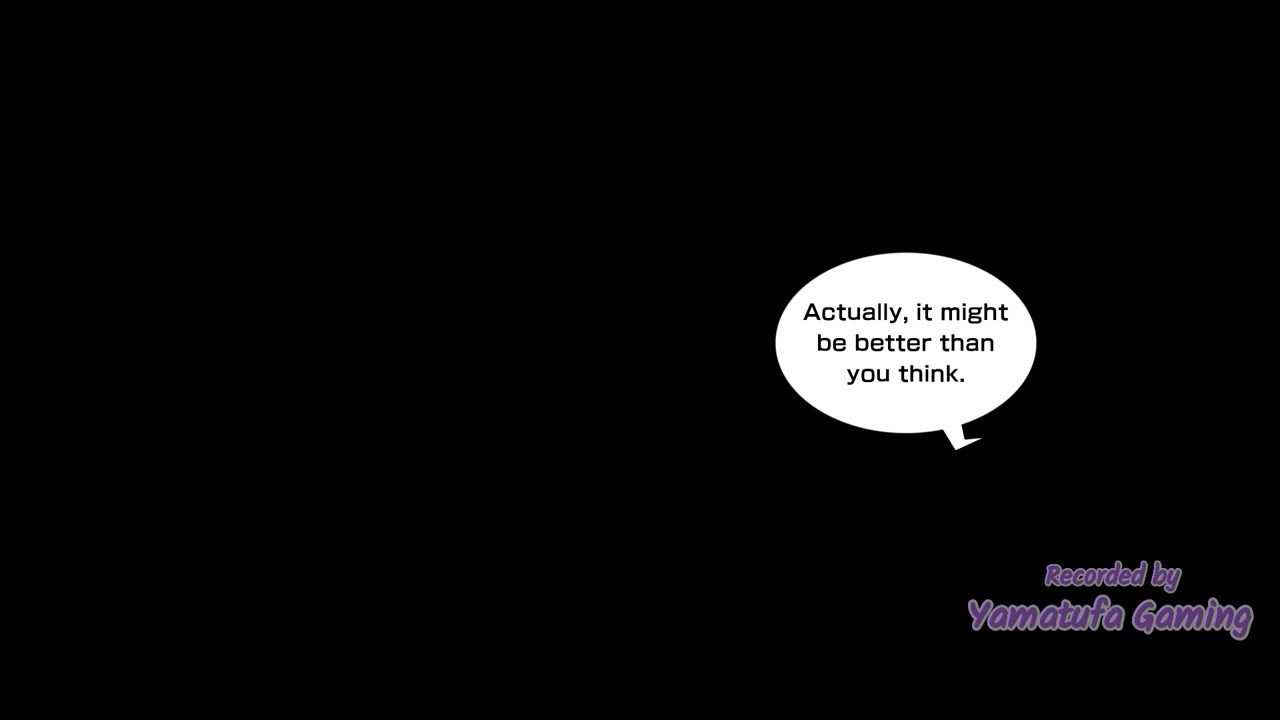 Actually, it might
be better than
you think.
Recorded by
Yamatufa Gaming